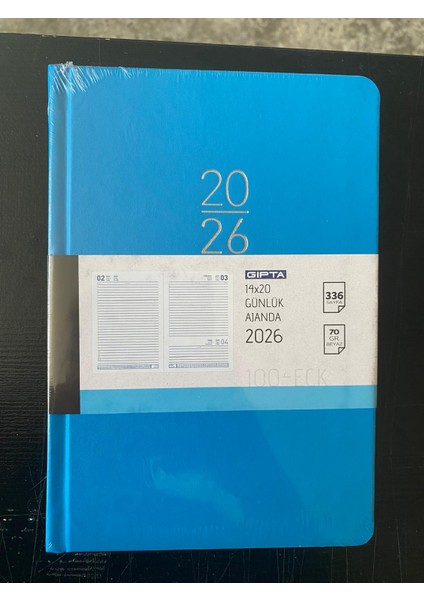 20
26
GIPTA
14x20
GÜNLÜK
AJANDA
2026
336
SAYFA
70
GR.
BEYAZ
02
03
04